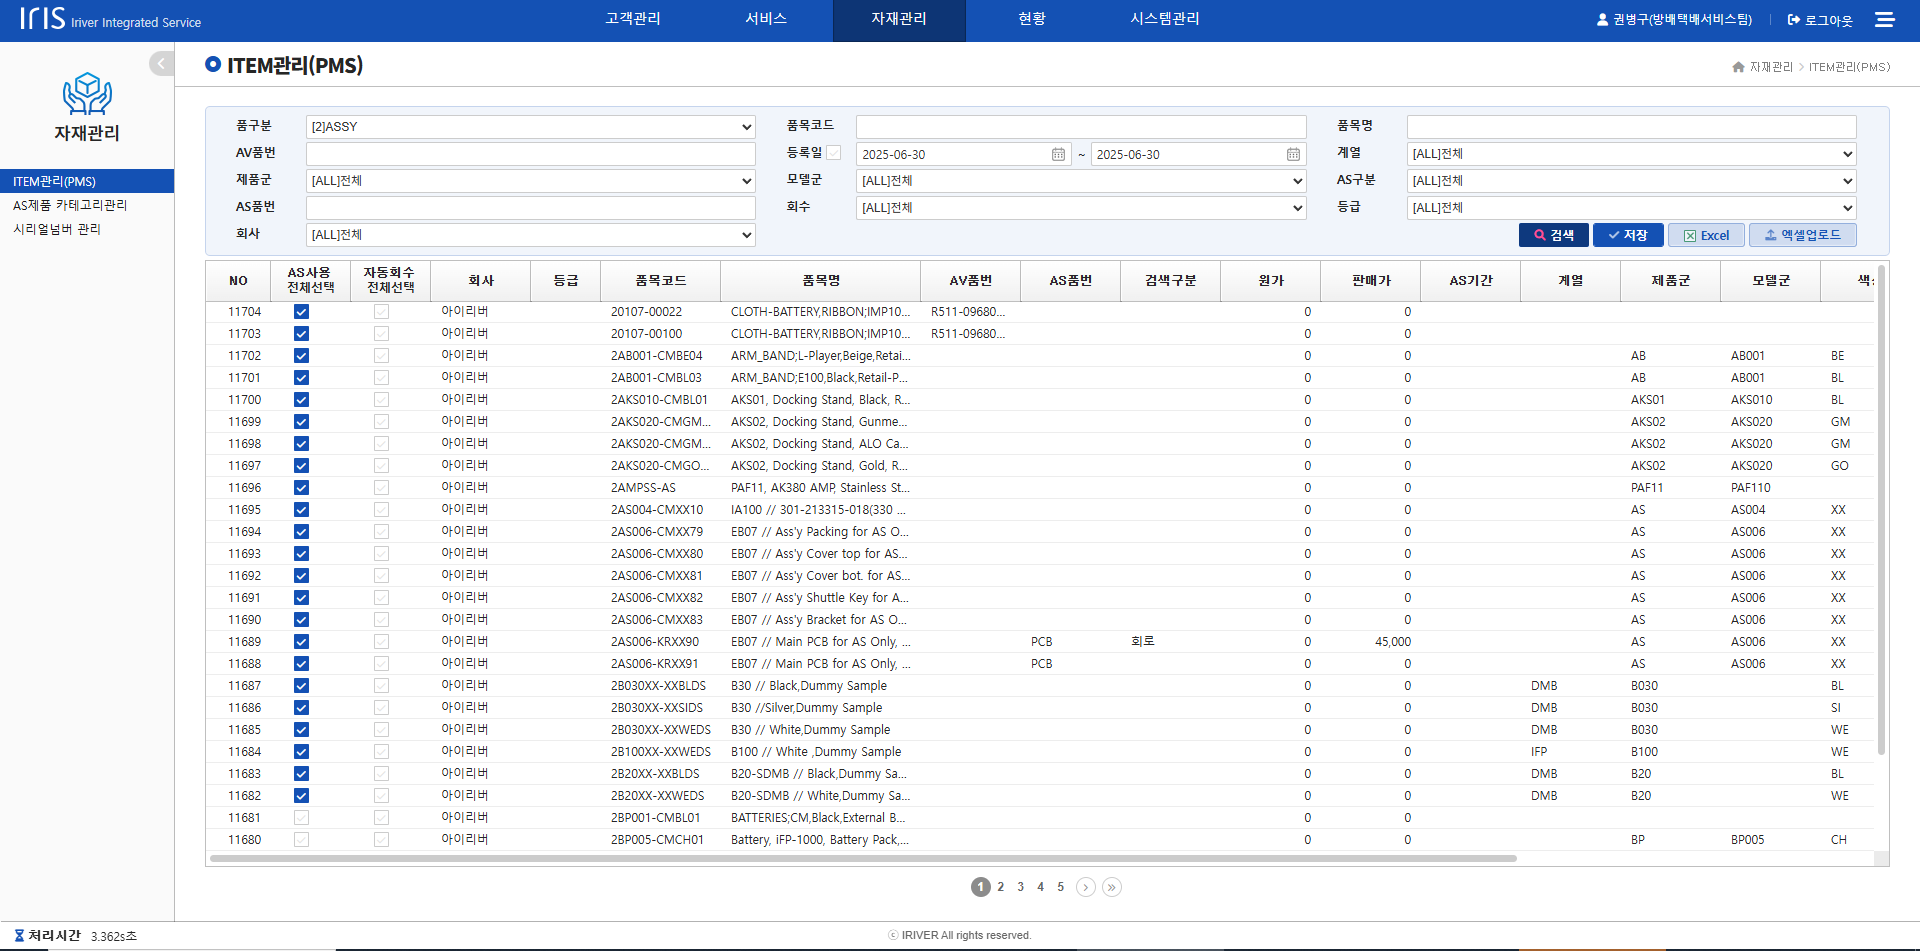 IRIS Iriver Integrated Service
고객관리 서비스 자재관리 현황 시스템관리
권병구(방배택배서비스팀) 로그아웃
자재관리
ITEM관리(PMS)
AS제품 카테고리관리
시리얼넘버 관리
ITEM관리(PMS)
자재관리 > ITEM관리(PMS)
품구분 [2]ASSY 품목코드 품목명
AV품번 등록일 2025-06-30 ~ 2025-06-30 계열 [ALL]전체
제품군 [ALL]전체 모델군 [ALL]전체 AS구분 [ALL]전체
AS품번 회수 [ALL]전체 등급 [ALL]전체
회사 [ALL]전체 검색 저장 Excel 엑셀업로드
NO AS사용 전체선택 자동회수 전체선택 회사 등급 품목코드 품목명 AV품번 AS품번 검색구분 원가 판매가 AS기간 계열 제품군 모델군
11704 아이리버 20107-00022 CLOTH-BATTERY,RIBBON;IMP10... R511-09680... 0 0
11703 아이리버 20107-00100 CLOTH-BATTERY,RIBBON;IMP10... R511-09680... 0 0
11702 아이리버 2AB001-CMBE04 ARM_BAND;L-Player,Beige,Retai... 0 0 AB AB001 BE
11701 아이리버 2AB001-CMBL03 ARM_BAND;E100,Black,Retail-P... 0 0 AB AB001 BL
11700 아이리버 2AKS010-CMBL01 AKS01, Docking Stand, Black, R... 0 0 AKS01 AKS010 BL
11699 아이리버 2AKS020-CMGM... AKS02, Docking Stand, Gunme... 0 0 AKS02 AKS020 GM
11698 아이리버 2AKS020-CMGM... AKS02, Docking Stand, ALO Ca... 0 0 AKS02 AKS020 GM
11697 아이리버 2AKS020-CMGO... AKS02, Docking Stand, Gold, R... 0 0 AKS02 AKS020 GO
11696 아이리버 2AMPSS-AS PAF11, AK380 AMP, Stainless St... 0 0 PAF11 PAF110
11695 아이리버 2AS004-CMXX10 IA100 // 301-213315-018(330 ... 0 0 AS AS004 XX
11694 아이리버 2AS006-CMXX79 EB07 // Ass'y Packing for AS O... 0 0 AS AS006 XX
11693 아이리버 2AS006-CMXX80 EB07 // Ass'y Cover top for AS... 0 0 AS AS006 XX
11692 아이리버 2AS006-CMXX81 EB07 // Ass'y Cover bot. for AS... 0 0 AS AS006 XX
11691 아이리버 2AS006-CMXX82 EB07 // Ass'y Shuttle Key for A... 0 0 AS AS006 XX
11690 아이리버 2AS006-CMXX83 EB07 // Ass'y Bracket for AS O... 0 0 AS AS006 XX
11689 아이리버 2AS006-KRXX90 EB07 // Main PCB for AS Only, ... PCB 회로 0 45,000 AS AS006 XX
11688 아이리버 2AS006-KRXX91 EB07 // Main PCB for AS Only, ... PCB 0 0 AS AS006 XX
11687 아이리버 2B030XX-XXBLDS B30 // Black,Dummy Sample 0 0 DMB B030 BL
11686 아이리버 2B030XX-XXSIDS B30 //Silver,Dummy Sample 0 0 DMB B030 SI
11685 아이리버 2B030XX-XXWEDS B30 // White,Dummy Sample 0 0 DMB B030 WE
11684 아이리버 2B100XX-XXWEDS B100 // White ,Dummy Sample 0 0 IFP B100 WE
11683 아이리버 2B20XX-XXBLDS B20-SDMB // Black,Dummy Sa... 0 0 DMB B20 BL
11682 아이리버 2B20XX-XXWEDS B20-SDMB // White,Dummy Sa... 0 0 DMB B20 WE
11681 아이리버 2BP001-CMBL01 BATTERIES;CM,Black,External B... 0 0
11680 아이리버 2BP005-CMCH01 Battery, iFP-1000, Battery Pack,... 0 0 BP BP005 CH
1 2 3 4 5 › »
처리시간 3.362s초
ⓒ IRIVER All rights reserved.